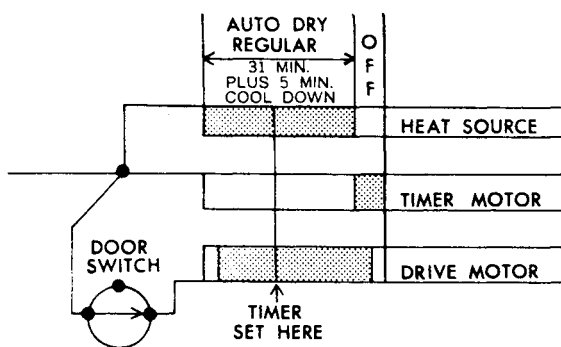 AUTO DRY
REGULAR
31 MIN.
PLUS 5 MIN.
COOL DOWN
O
F
F
HEAT SOURCE
TIMER MOTOR
DOOR
SWITCH
DRIVE MOTOR
TIMER
SET HERE